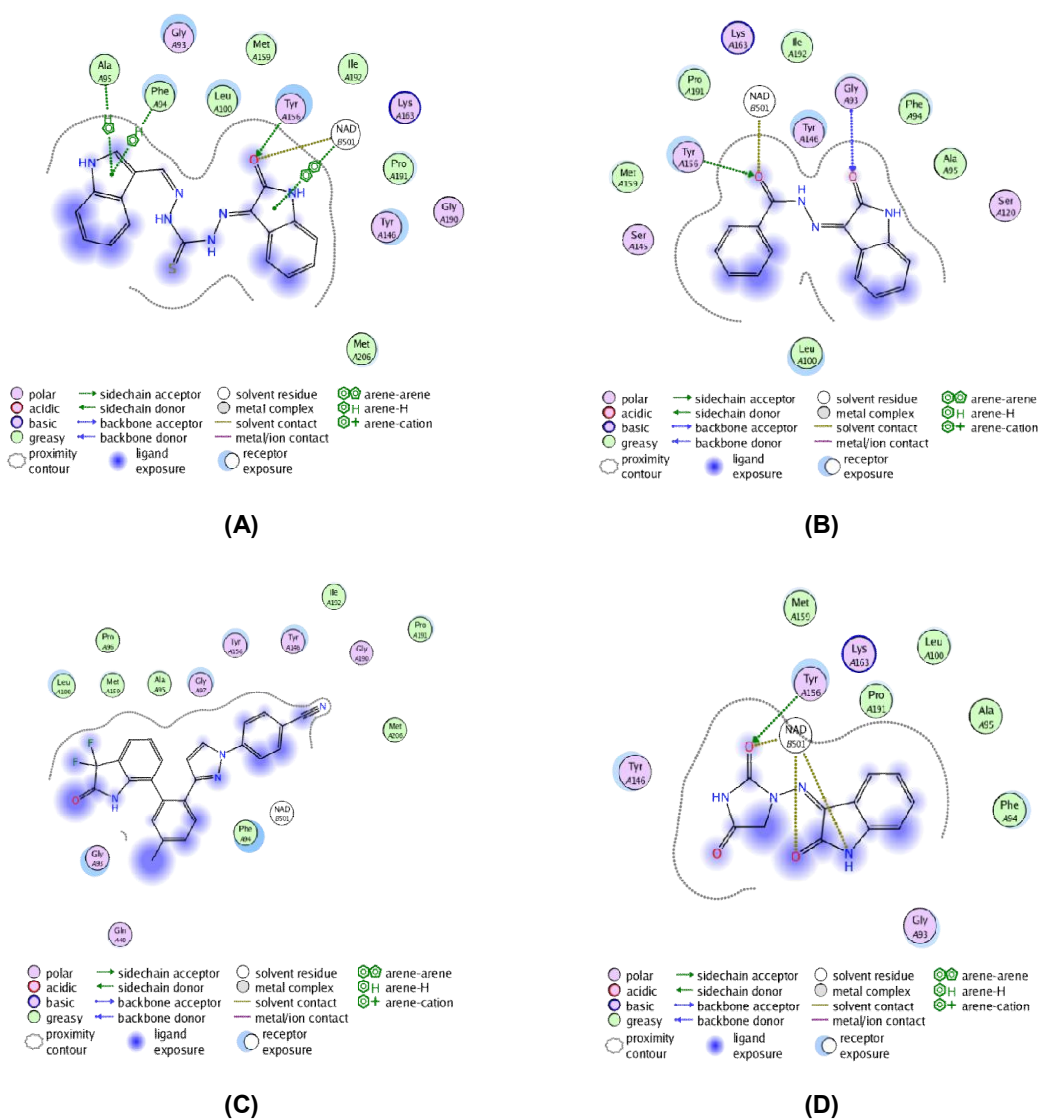 Gly
A93
Met
A159
Ala
A95
Ile
A192
Phe
A94
Leu
A100
Tyr
A156
Lys
A163
NAD
B501
Pro
A191
Gly
A190
Tyr
A146
Met
A206
H
H
O
HN
NH
N
N
HN
N
H
S
polar
acidic
basic
greasy
proximity
contour
sidechain acceptor
sidechain donor
backbone acceptor
backbone donor
ligand
exposure
solvent residue
metal complex
solvent contact
metal/ion contact
receptor
exposure
arene-arene
H arene-H
+ arene-cation
(A)
Lys
A163
Ile
A192
Pro
A191
NAD
B501
Gly
A93
Phe
A94
Tyr
A146
Tyr
A156
Met
A159
Ala
A95
Ser
A120
Ser
A145
Leu
A100
O
O
H
N
N
NH
polar
acidic
basic
greasy
proximity
contour
sidechain acceptor
sidechain donor
backbone acceptor
backbone donor
ligand
exposure
solvent residue
metal complex
solvent contact
metal/ion contact
receptor
exposure
arene-arene
H arene-H
+ arene-cation
(B)
Ile
A192
Pro
A191
Pro
Tyr
Tyr
A146
Gly
A190
Leu
A100
Met
Ala
A95
Gly
Met
A206
N
F
F
O
N
H
N
N
NAD
B501
Phe
A94
Gly
A93
Gln
polar
acidic
basic
greasy
proximity
contour
sidechain acceptor
sidechain donor
backbone acceptor
backbone donor
ligand
exposure
solvent residue
metal complex
solvent contact
metal/ion contact
receptor
exposure
arene-arene
H arene-H
+ arene-cation
(C)
Met
A159
Lys
A163
Leu
A100
Tyr
A156
Pro
A191
NAD
B501
Ala
A95
Tyr
A146
Phe
A94
Gly
A93
O
HN
N
N
O
O
N
H
polar
acidic
basic
greasy
proximity
contour
sidechain acceptor
sidechain donor
backbone acceptor
backbone donor
ligand
exposure
solvent residue
metal complex
solvent contact
metal/ion contact
receptor
exposure
arene-arene
H arene-H
+ arene-cation
(D)